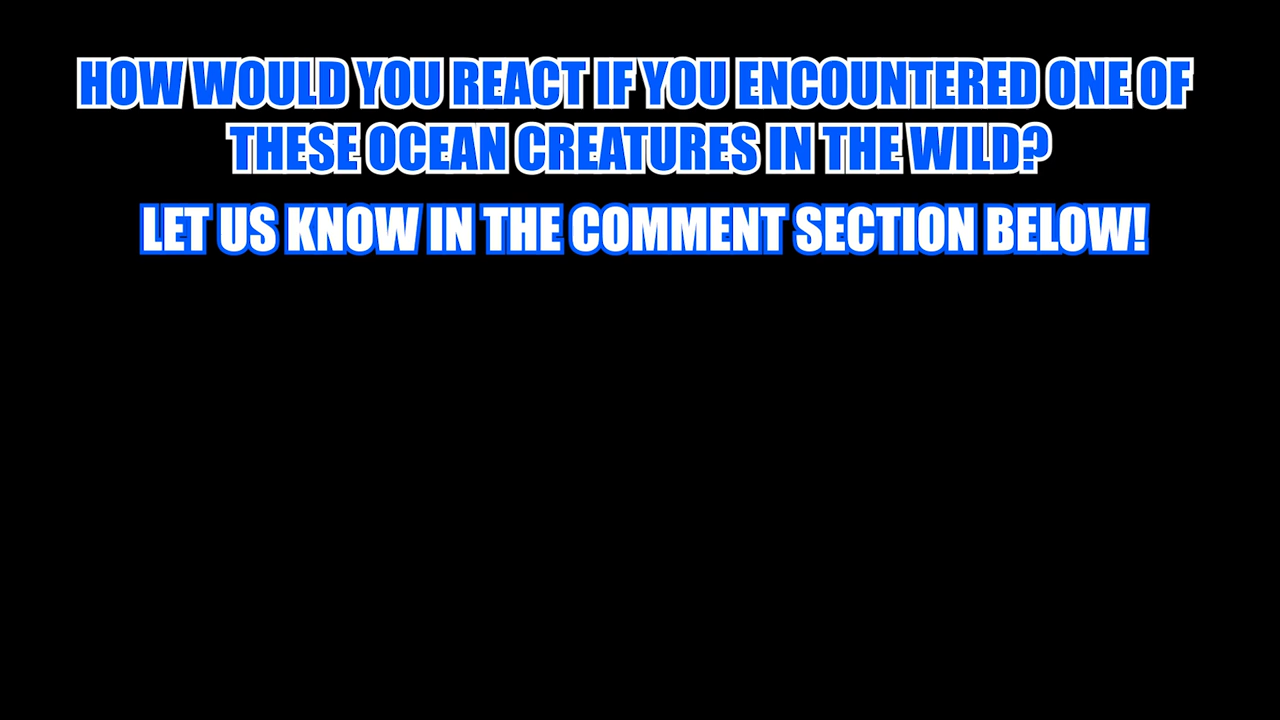 HOW WOULD YOU REACT IF YOU ENCOUNTERED ONE OF
THESE OCEAN CREATURES IN THE WILD?
LET US KNOW IN THE COMMENT SECTION BELOW!